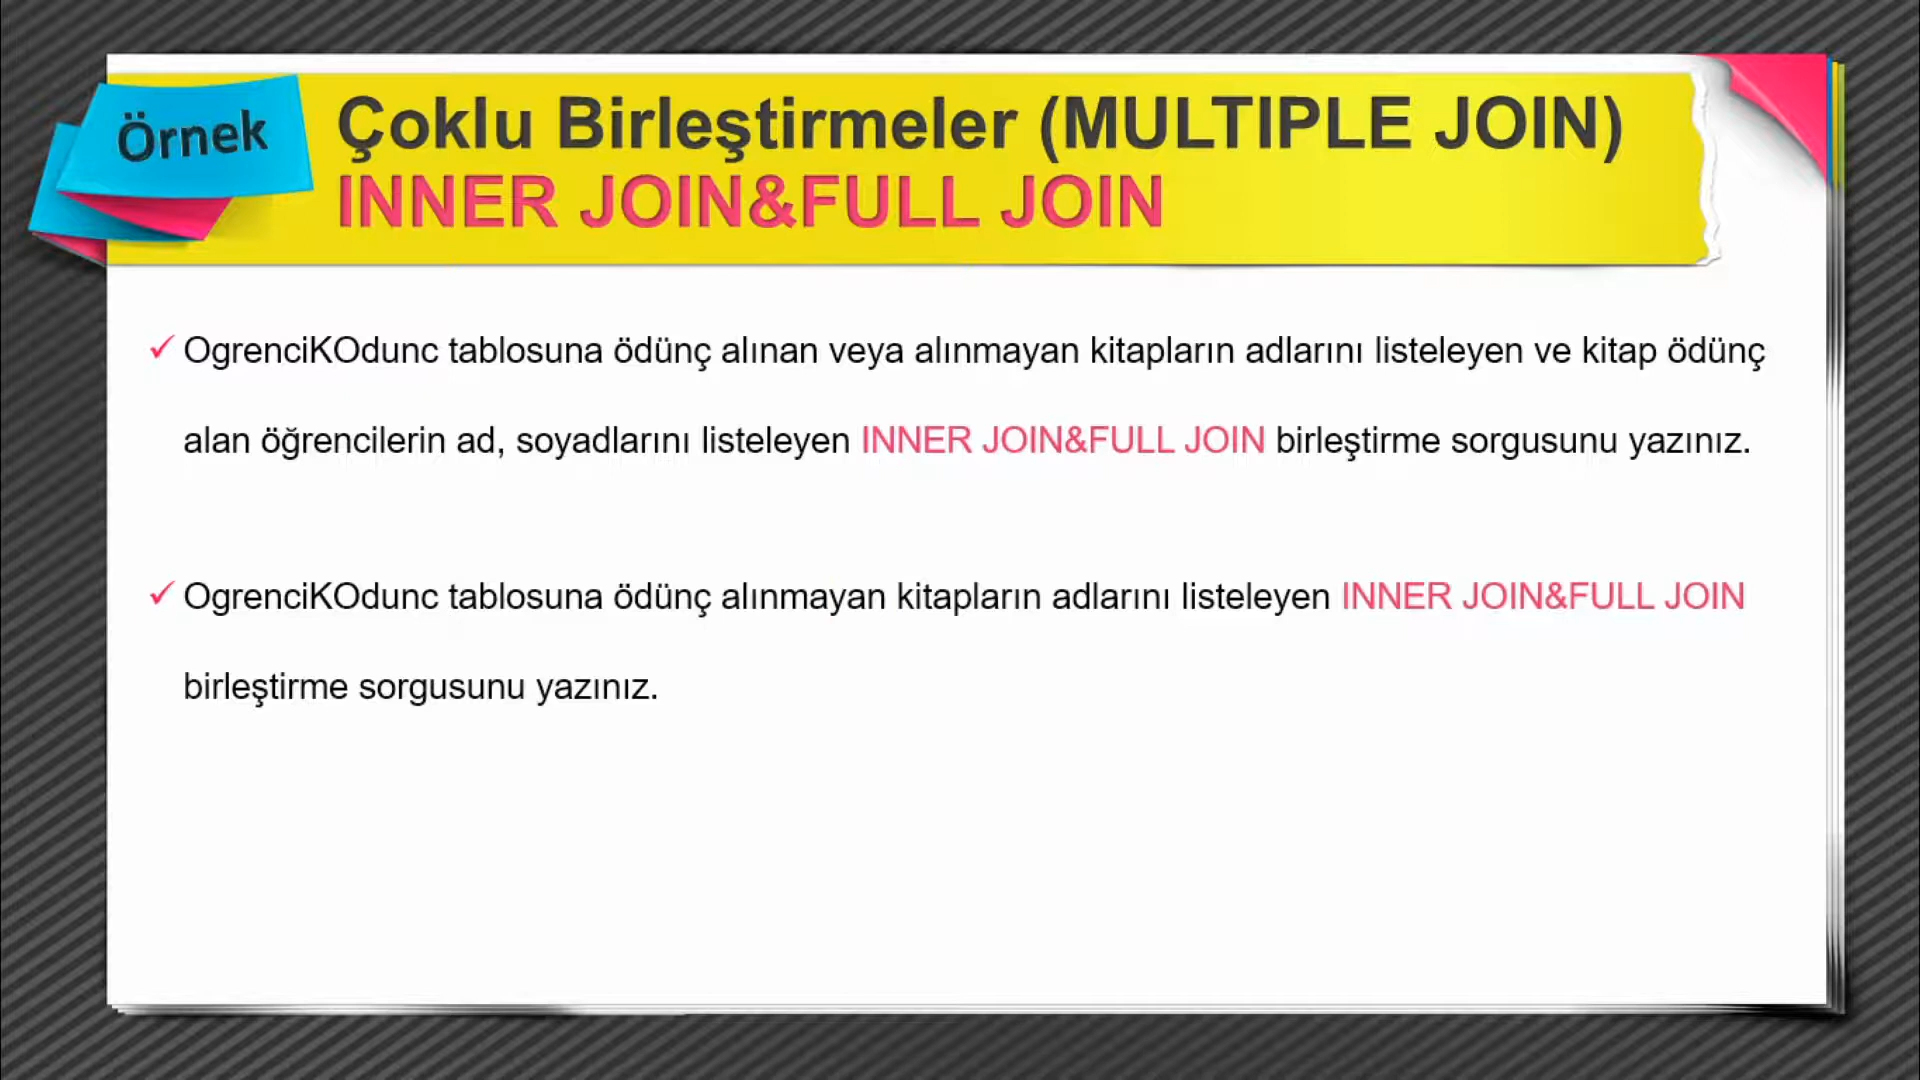 Örnek
Çoklu Birleştirmeler (MULTIPLE JOIN)
INNER JOIN&FULL JOIN
✓ OgrenciKOdunc tablosuna ödünç alınan veya alınmayan kitapların adlarını listeleyen ve kitap ödünç
alan öğrencilerin ad, soyadlarını listeleyen INNER JOIN&FULL JOIN birleştirme sorgusunu yazınız.
✓ OgrenciKOdunc tablosuna ödünç alınmayan kitapların adlarını listeleyen INNER JOIN&FULL JOIN
birleştirme sorgusunu yazınız.